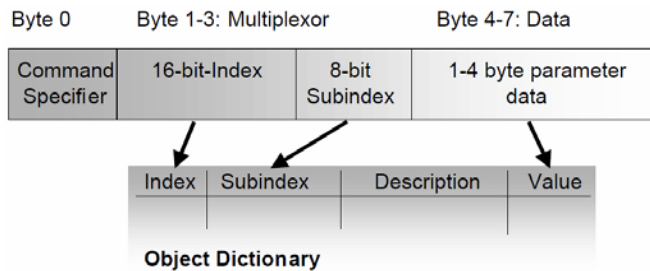 Byte 0 Byte 1-3: Multiplexor Byte 4-7: Data
Command Specifier 16-bit-Index 8-bit Subindex 1-4 byte parameter data
Index Subindex Description Value
Object Dictionary